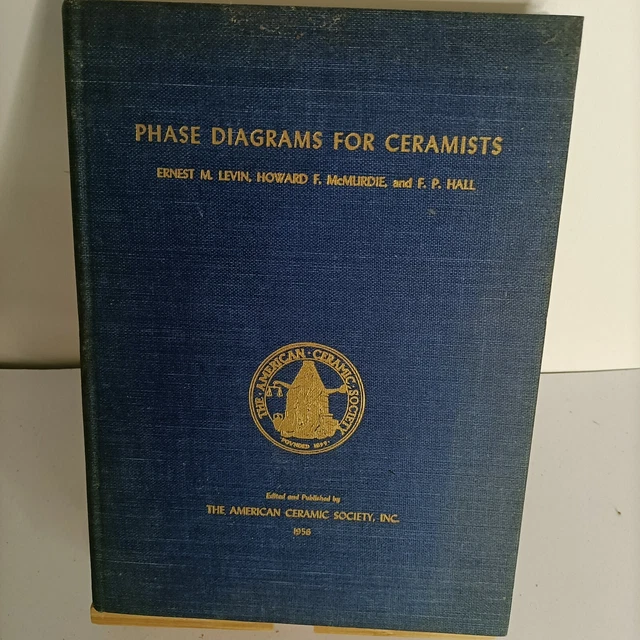 PHASE DIAGRAMS FOR CERAMISTS
ERNEST M. LEVIN, HOWARD F. McMURDIE, and F. P. HALL
THE · AMERICAN · CERAMIC · SOCIETY
FOUNDED 1899
Edited and Published by
THE AMERICAN CERAMIC SOCIETY, INC.
1956